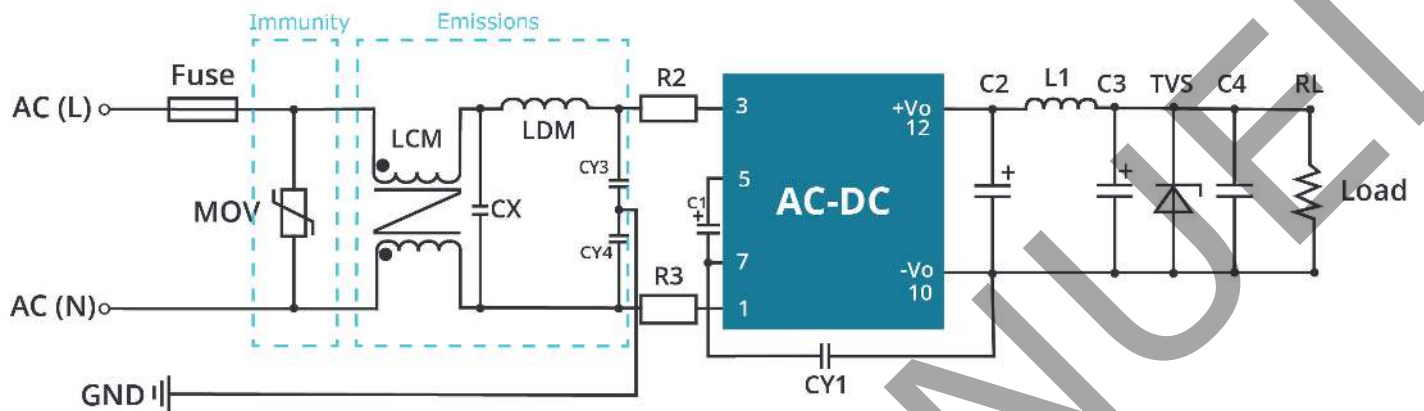 Immunity
Emissions
Fuse
R2
C2
L1
C3
TVS
C4
RL
AC (L)
3
+Vo
12
LCM
LDM
CY3
5
+
+
MOV
CX
C1
+
AC-DC
Load
CY4
7
R3
-Vo
10
AC (N)
1
CY1
GND